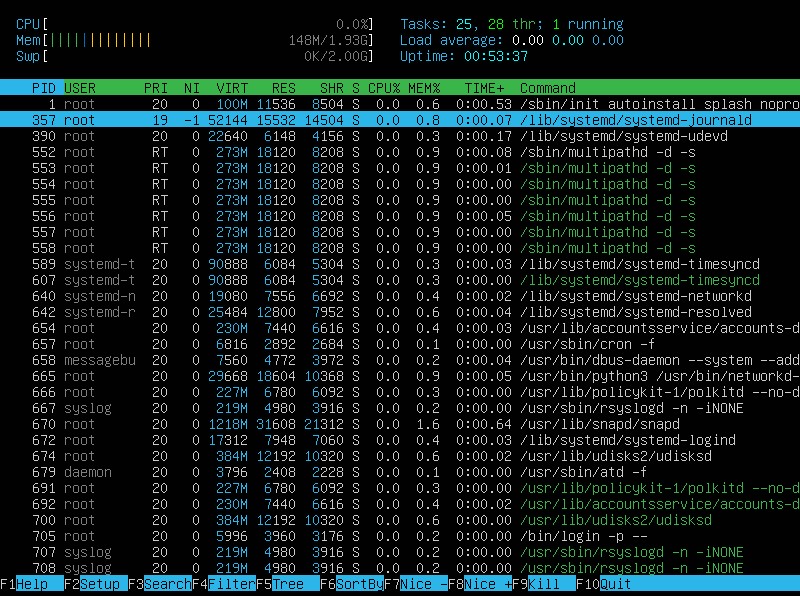 CPU[ 0.0%] Tasks: 25, 28 thr; 1 running
Mem[||||||||||||| 148M/1.93G] Load average: 0.00 0.00 0.00
Swp[ 0K/2.00G] Uptime: 00:53:37
PID USER PRI NI VIRT RES SHR S CPU% MEM% TIME+ Command
1 root 20 0 100M 11536 8504 S 0.0 0.6 0:00.53 /sbin/init autoinstall splash nopro
357 root 19 -1 52144 15532 14504 S 0.0 0.8 0:00.07 /lib/systemd/systemd-journald
390 root 20 0 22640 6148 4156 S 0.0 0.3 0:00.17 /lib/systemd/systemd-udevd
552 root RT 0 273M 18120 8208 S 0.0 0.9 0:00.08 /sbin/multipathd -d -s
553 root RT 0 273M 18120 8208 S 0.0 0.9 0:00.01 /sbin/multipathd -d -s
554 root RT 0 273M 18120 8208 S 0.0 0.9 0:00.00 /sbin/multipathd -d -s
555 root RT 0 273M 18120 8208 S 0.0 0.9 0:00.00 /sbin/multipathd -d -s
556 root RT 0 273M 18120 8208 S 0.0 0.9 0:00.05 /sbin/multipathd -d -s
557 root RT 0 273M 18120 8208 S 0.0 0.9 0:00.00 /sbin/multipathd -d -s
558 root RT 0 273M 18120 8208 S 0.0 0.9 0:00.00 /sbin/multipathd -d -s
589 systemd-t 20 0 90888 6084 5304 S 0.0 0.3 0:00.03 /lib/systemd/systemd-timesyncd
607 systemd-t 20 0 90888 6084 5304 S 0.0 0.3 0:00.00 /lib/systemd/systemd-timesyncd
640 systemd-n 20 0 19080 7556 6692 S 0.0 0.4 0:00.02 /lib/systemd/systemd-networkd
642 systemd-r 20 0 25484 12800 7952 S 0.0 0.6 0:00.04 /lib/systemd/systemd-resolved
654 root 20 0 230M 7440 6616 S 0.0 0.4 0:00.03 /usr/lib/accountsservice/accounts-d
657 root 20 0 6816 2892 2684 S 0.0 0.1 0:00.00 /usr/sbin/cron -f
658 messagebu 20 0 7560 4772 3972 S 0.0 0.2 0:00.04 /usr/bin/dbus-daemon --system --add
665 root 20 0 29668 18604 10368 S 0.0 0.9 0:00.05 /usr/bin/python3 /usr/bin/networkd-
666 root 20 0 227M 6780 6092 S 0.0 0.3 0:00.01 /usr/lib/policykit-1/polkitd --no-d
667 syslog 20 0 219M 4980 3916 S 0.0 0.2 0:00.00 /usr/sbin/rsyslogd -n -iNONE
670 root 20 0 1218M 31608 21312 S 0.0 1.6 0:00.64 /usr/lib/snapd/snapd
672 root 20 0 17312 7948 7060 S 0.0 0.4 0:00.03 /lib/systemd/systemd-logind
674 root 20 0 384M 12192 10320 S 0.0 0.6 0:00.02 /usr/lib/udisks2/udisksd
679 daemon 20 0 3796 2408 2228 S 0.0 0.1 0:00.00 /usr/sbin/atd -f
691 root 20 0 227M 6780 6092 S 0.0 0.3 0:00.00 /usr/lib/policykit-1/polkitd --no-d
692 root 20 0 230M 7440 6616 S 0.0 0.4 0:00.02 /usr/lib/accountsservice/accounts-d
700 root 20 0 384M 12192 10320 S 0.0 0.6 0:00.00 /usr/lib/udisks2/udisksd
705 root 20 0 5996 3960 3176 S 0.0 0.2 0:00.00 /bin/login -p --
707 syslog 20 0 219M 4980 3916 S 0.0 0.2 0:00.00 /usr/sbin/rsyslogd -n -iNONE
708 syslog 20 0 219M 4980 3916 S 0.0 0.2 0:00.00 /usr/sbin/rsyslogd -n -iNONE
F1Help F2Setup F3SearchF4FilterF5Tree F6SortByF7Nice -F8Nice +F9Kill F10Quit